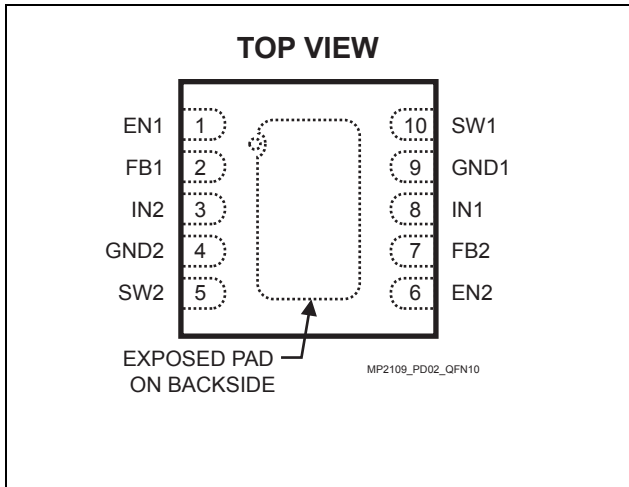 TOP VIEW
EN1 1 10 SW1
FB1 2 9 GND1
IN2 3 8 IN1
GND2 4 7 FB2
SW2 5 6 EN2
EXPOSED PAD
ON BACKSIDE
MP2109_PD02_QFN10